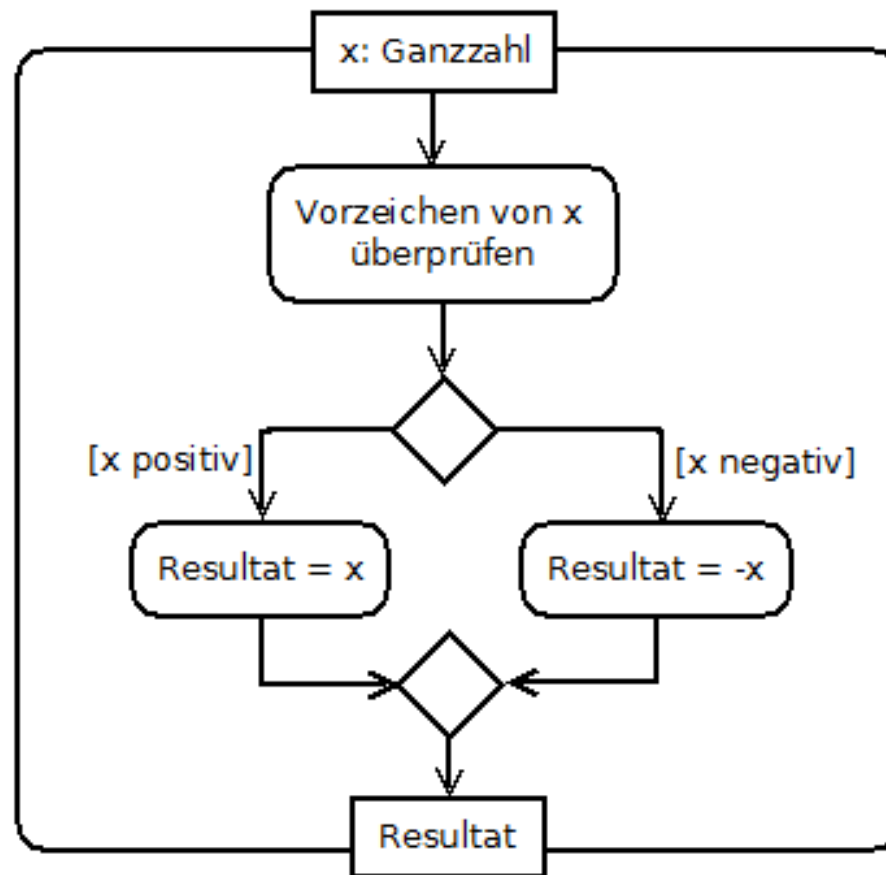 x: Ganzzahl
Vorzeichen von x
überprüfen
[x positiv]
[x negativ]
Resultat = x
Resultat = -x
Resultat